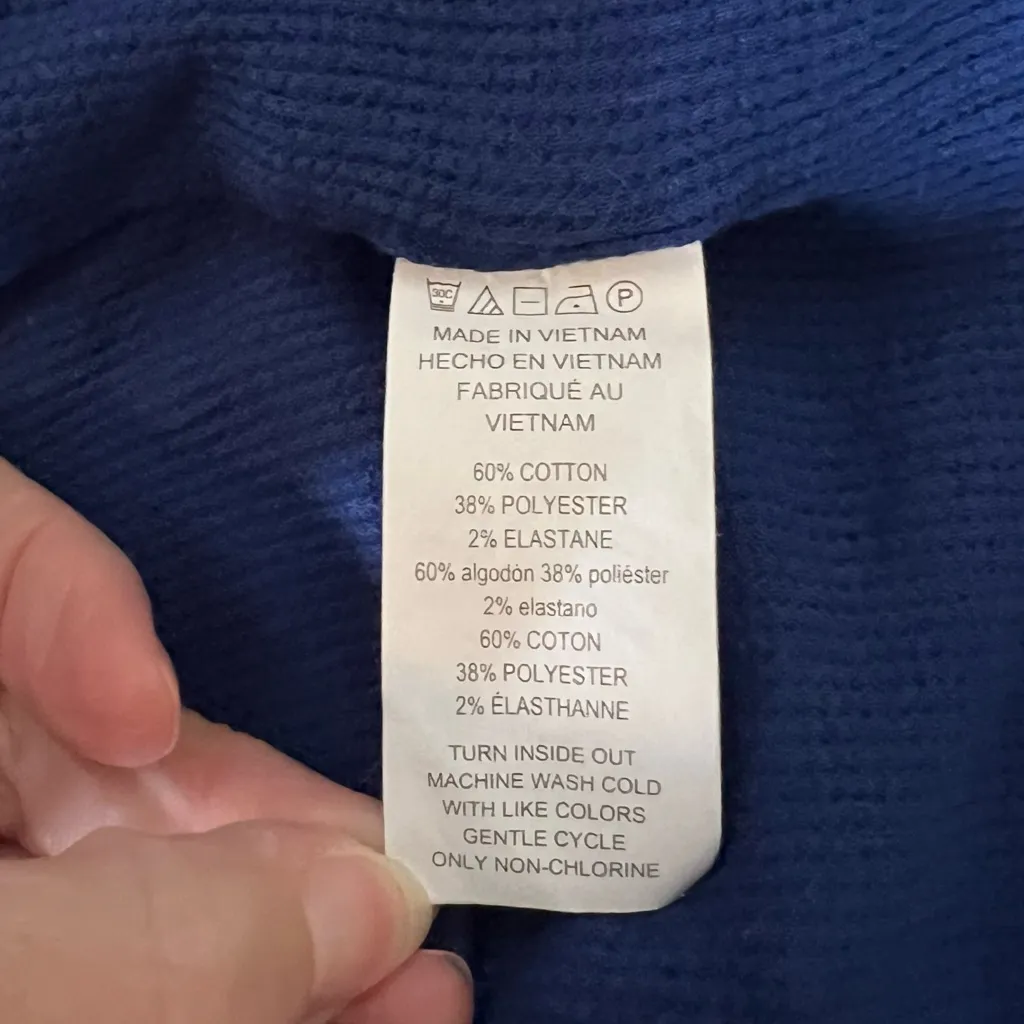 30C P
MADE IN VIETNAM
HECHO EN VIETNAM
FABRIQUÉ AU
VIETNAM
60% COTTON
38% POLYESTER
2% ELASTANE
60% algodón 38% poliéster
2% elastano
60% COTON
38% POLYESTER
2% ÉLASTHANNE
TURN INSIDE OUT
MACHINE WASH COLD
WITH LIKE COLORS
GENTLE CYCLE
ONLY NON-CHLORINE